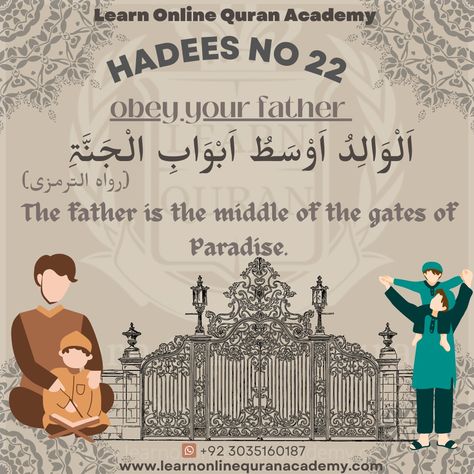 Learn Online Quran Academy
HADEES NO 22
obey.your father
اَلْوَالِدُ اَوْسَطُ اَبْوَابِ الْجَنَّةِ
(رواه الترمزی)
The father is the middle of the gates of
Paradise.
+92 3035160187
www.learnonlinequranacademy.com